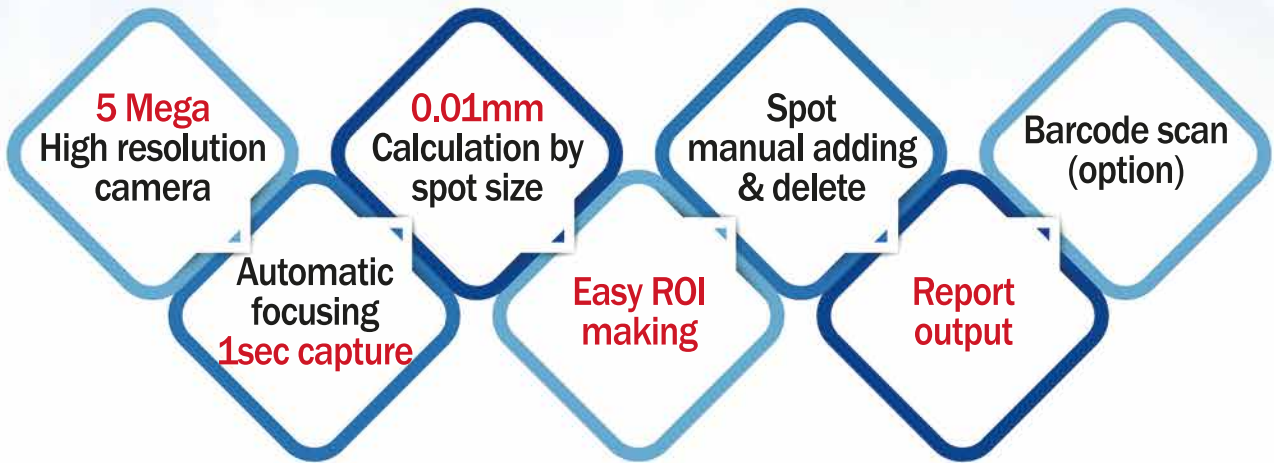 5 Mega
High resolution
camera
Automatic
focusing
1sec capture
0.01mm
Calculation by
spot size
Easy ROI
making
Spot
manual adding
& delete
Report
output
Barcode scan
(option)